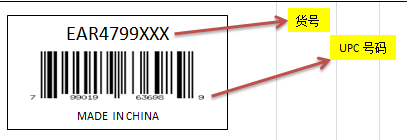 EAR4799XXX
货号
UPC 号码
7 99019 63698 9
MADE IN CHINA